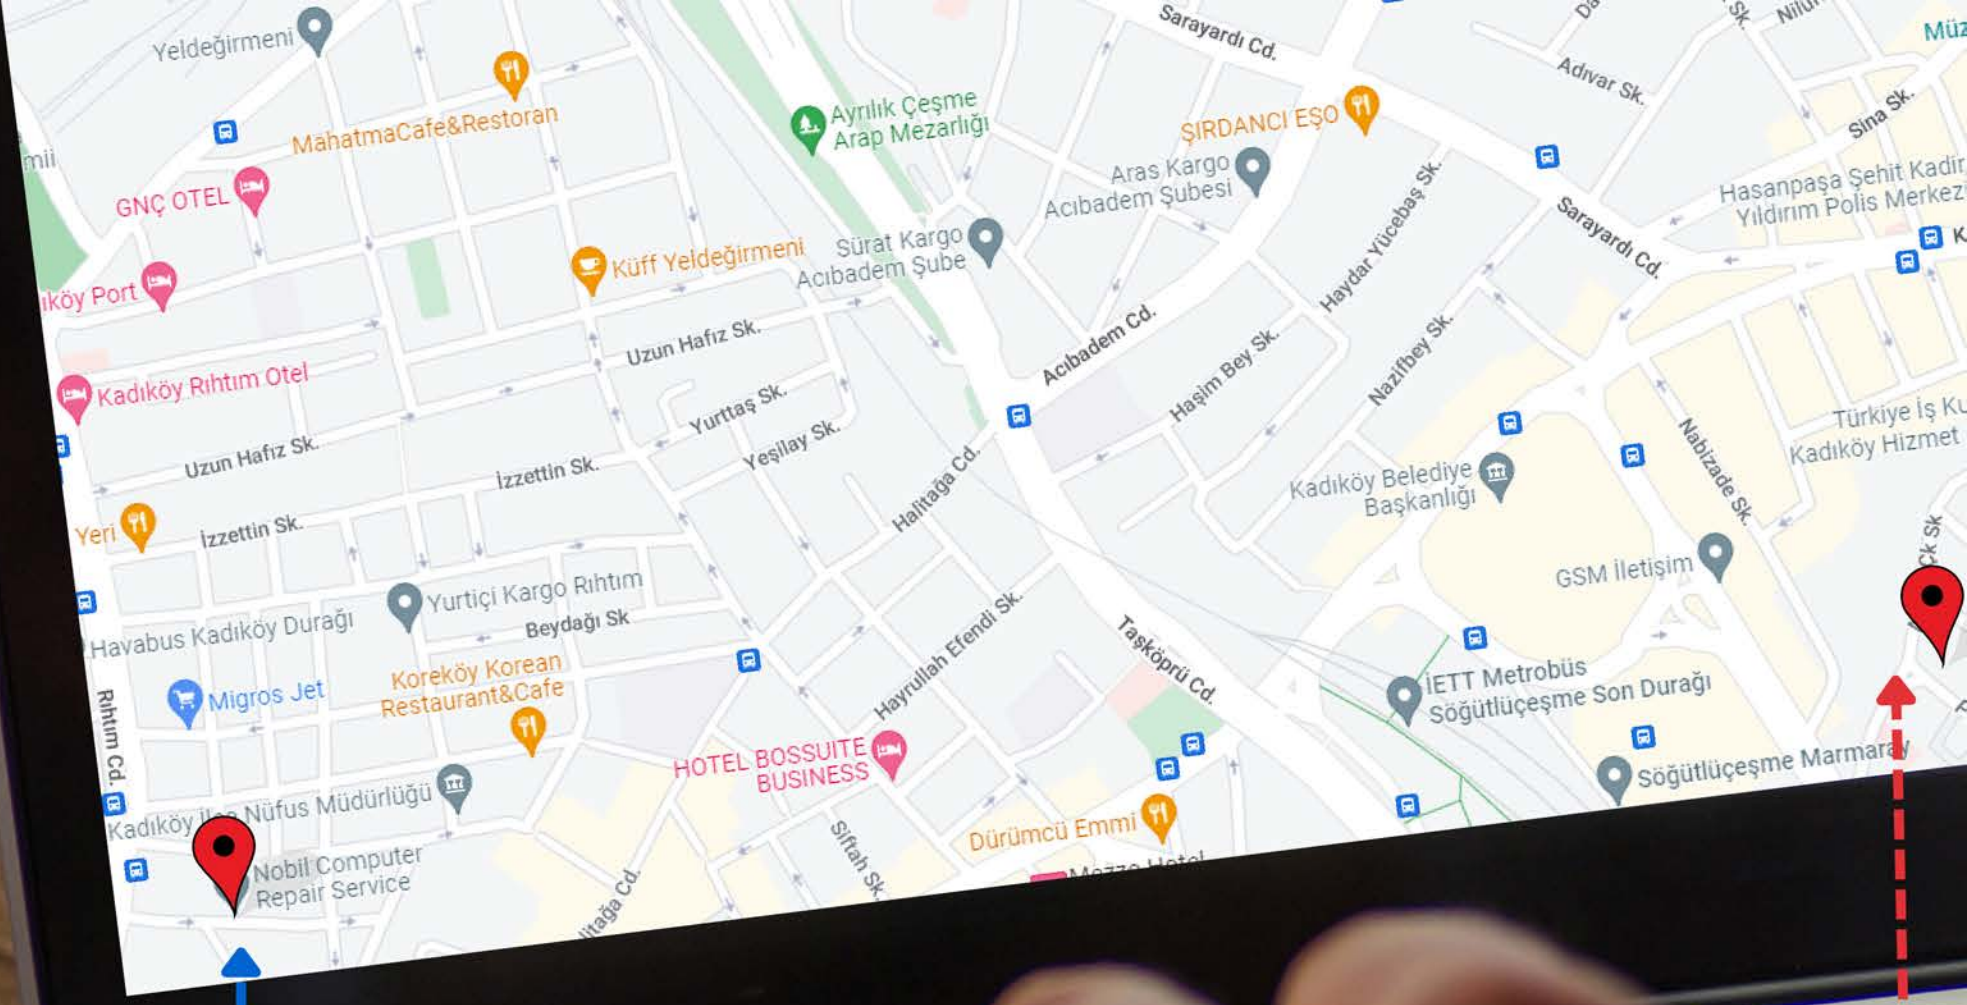 Yeldeğirmeni
Sarayardı Cd.
Adıvar Sk.
Sk.
MahatmaCafe&Restoran
Ayrılık Çeşme
Arap Mezarlığı
ŞIRDANCI EŞO
Sina Sk.
GNÇ OTEL
Aras Kargo
Acıbadem Şubesi
Haydar Yücebaş Sk.
Hasanpaşa Şehit Kadir
Yıldırım Polis Merkezi
Sarayardı Cd.
Küff Yeldeğirmeni
Sürat Kargo
Acıbadem Şube
ıköy Port
Uzun Hafız Sk.
Acıbadem Cd.
Haşim Bey Sk.
Nazifbey Sk.
Kadıköy Rıhtım Otel
Yurttaş Sk.
Yeşilay Sk.
Uzun Hafız Sk.
İzzettin Sk.
Halitağa Cd.
Kadıköy Belediye
Başkanlığı
Nabizade Sk.
Türkiye İş Ku
Kadıköy Hizmet
Yeri
İzzettin Sk.
GSM İletişim
Yurtiçi Kargo Rıhtım
Havabus Kadıköy Durağı
Beydağı Sk
Hayrullah Efendi Sk.
Taşköprü Cd.
Koreköy Korean
Restaurant&Cafe
Migros Jet
Rıhtım Cd.
İETT Metrobüs
Söğütlüçeşme Son Durağı
HOTEL BOSSUITE
BUSINESS
Söğütlüçeşme Marmaray
Kadıköy Nüfus Müdürlüğü
Dürümcü Emmi
Siftah Sk.
Nobil Computer
Repair Service
litağa Cd.